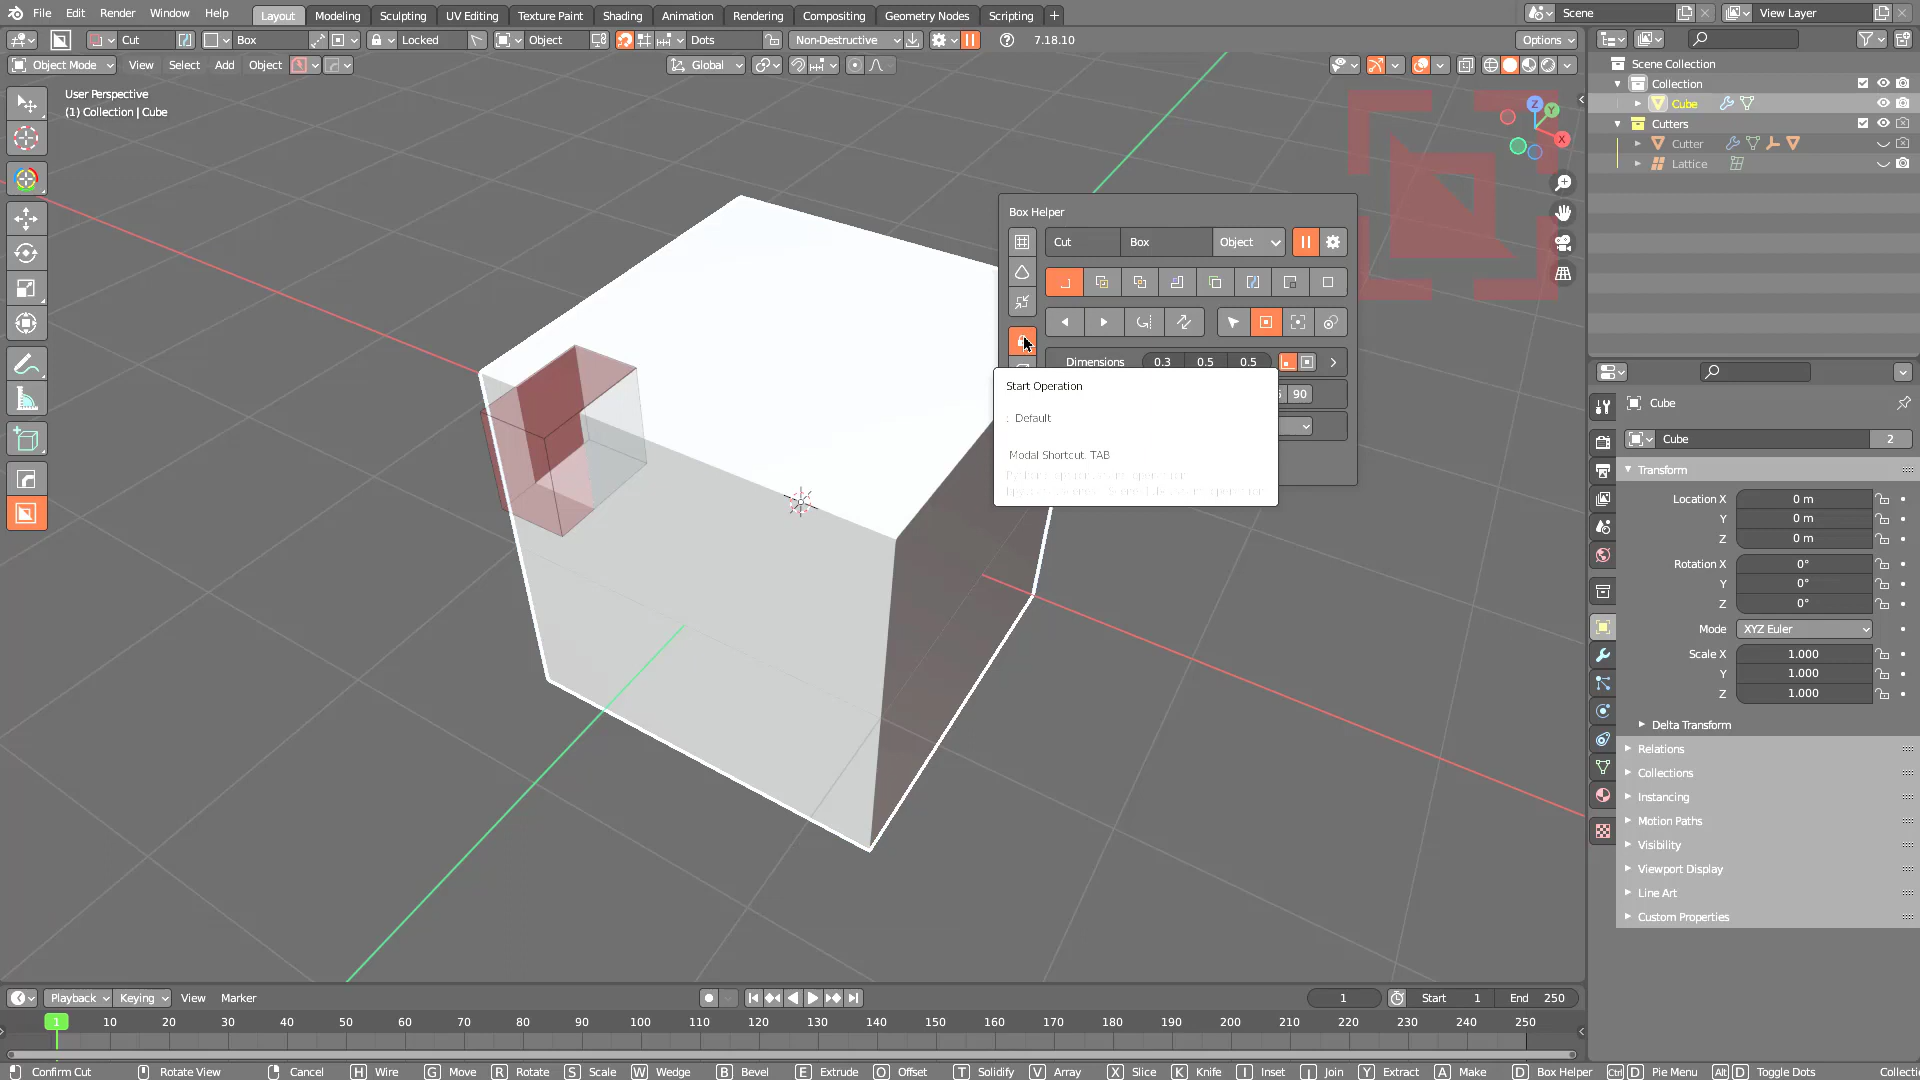 File Edit Render Window Help Layout Modeling Sculpting UV Editing Texture Paint Shading Animation Rendering Compositing Geometry Nodes Scripting + Scene View Layer
Cut Box Locked Object Dots Non-Destructive 7.18.10 Options
Object Mode View Select Add Object Global
User Perspective
(1) Collection | Cube
Z Y X
Scene Collection
Collection
Cube
Cutters
Cutter
Lattice
Box Helper
Cut Box Object
Dimensions 0.3 0.5 0.5
90
Start Operation
: Default
Modal Shortcut: TAB
Cube
Cube 2
Transform
Location X 0 m
Y 0 m
Z 0 m
Rotation X 0°
Y 0°
Z 0°
Mode XYZ Euler
Scale X 1.000
Y 1.000
Z 1.000
Delta Transform
Relations
Collections
Instancing
Motion Paths
Visibility
Viewport Display
Line Art
Custom Properties
Playback Keying View Marker 1 Start 1 End 250
1 10 20 30 40 50 60 70 80 90 100 110 120 130 140 150 160 170 180 190 200 210 220 230 240 250
Confirm Cut Rotate View Cancel H Wire G Move R Rotate S Scale W Wedge B Bevel E Extrude O Offset T Solidify V Array X Slice K Knife I Inset J Join Y Extract A Make D Box Helper Ctrl D Pie Menu Alt D Toggle Dots Collecti